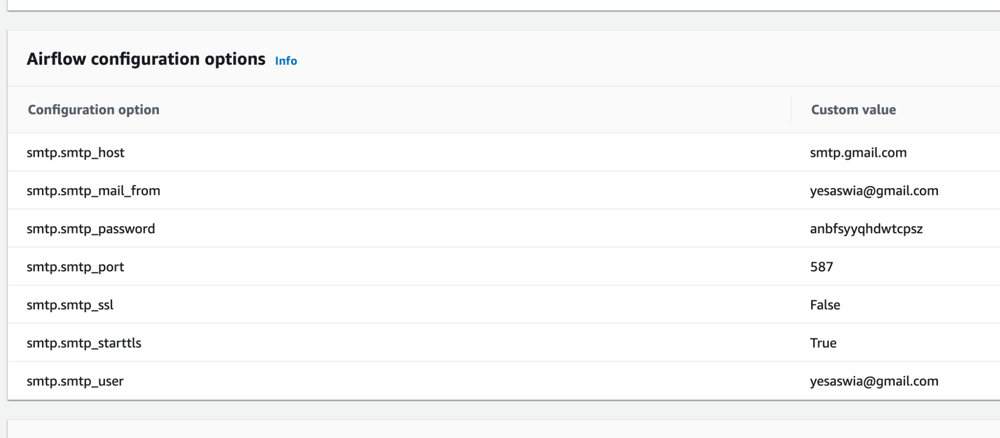 Airflow configuration options Info
Configuration option Custom value
smtp.smtp_host smtp.gmail.com
smtp.smtp_mail_from yesaswia@gmail.com
smtp.smtp_password anbfsyyqhdwtcpsz
smtp.smtp_port 587
smtp.smtp_ssl False
smtp.smtp_starttls True
smtp.smtp_user yesaswia@gmail.com